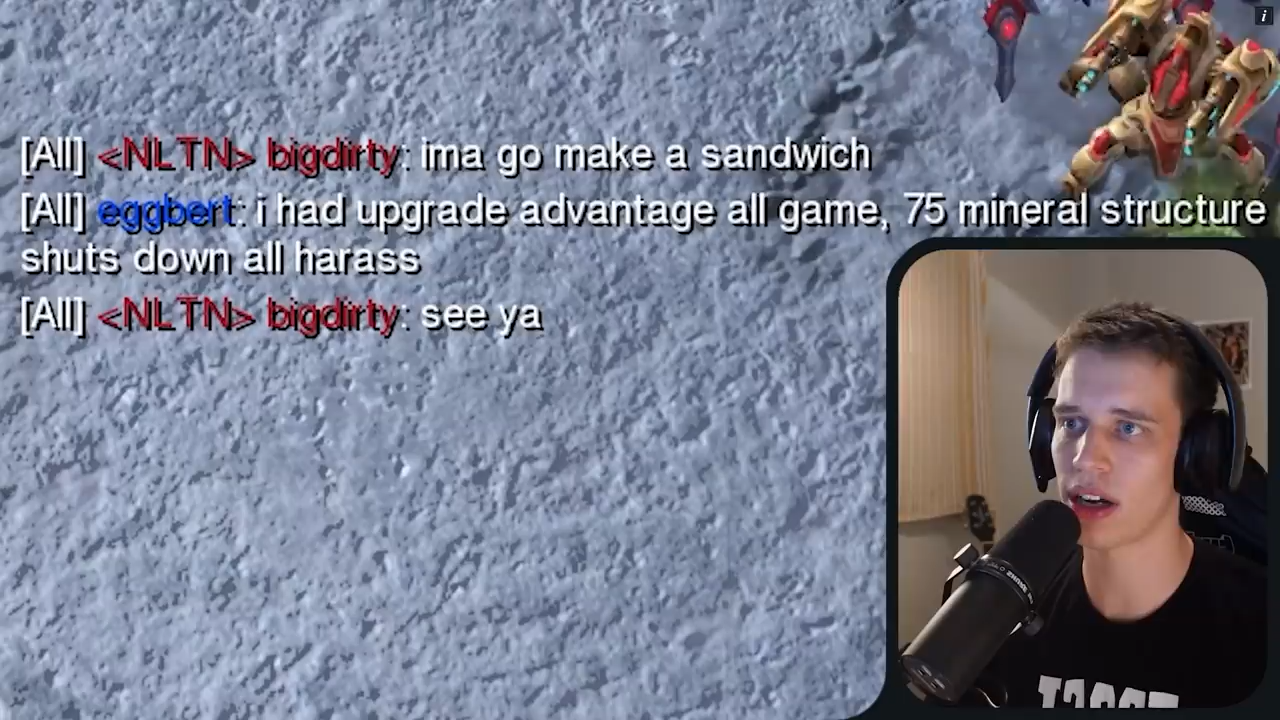 [All] <NLTN> bigdirty: ima go make a sandwich
[All] eggbert: i had upgrade advantage all game, 75 mineral structure
shuts down all harass
[All] <NLTN> bigdirty: see ya
i